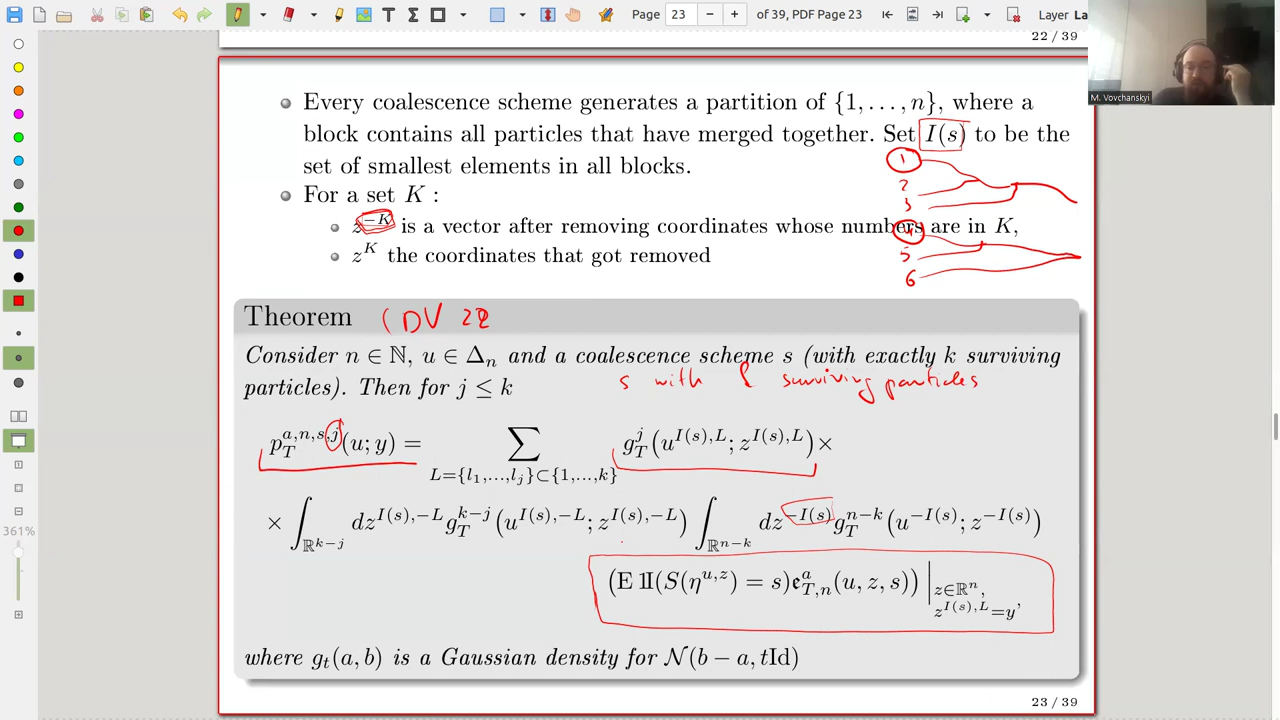 Page 23 of 39, PDF Page 23 Layer La
22 / 39
M. Vovchanskyi
361%
• Every coalescence scheme generates a partition of {1, . . . , n}, where a
block contains all particles that have merged together. Set I(s) to be the
set of smallest elements in all blocks.
1
2
3
4
5
6
• For a set K :
• z^{−K} is a vector after removing coordinates whose numbers are in K,
• z^K the coordinates that got removed
Theorem (DV 22
Consider n ∈ ℕ, u ∈ Δ_n and a coalescence scheme s (with exactly k surviving
particles). Then for j ≤ k
s with k surviving particles
p_T^{a,n,s,j}(u; y) = ∑_{L={l_1,...,l_j}⊂{1,...,k}} g_T^j(u^{I(s),L}; z^{I(s),L})×
× ∫_{ℝ^{k−j}} dz^{I(s),−L} g_T^{k−j}(u^{I(s),−L}; z^{I(s),−L}) ∫_{ℝ^{n−k}} dz^{−I(s)} g_T^{n−k}(u^{−I(s)}; z^{−I(s)})
(E 𝟙(S(η^{u,z}) = s)𝔢_{T,n}^a(u, z, s))|_{z∈ℝ^n, z^{I(s),L}=y},
where g_t(a, b) is a Gaussian density for 𝒩(b − a, tId)
23 / 39